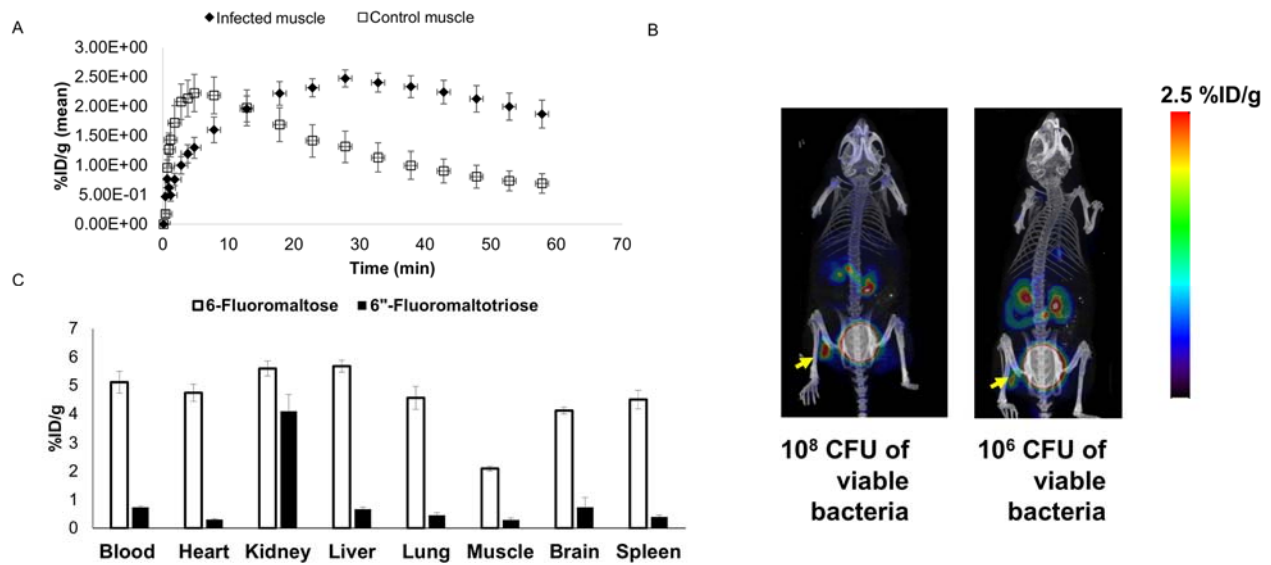 A
◆Infected muscle □Control muscle
3.00E+00
2.50E+00
2.00E+00
1.50E+00
1.00E+00
5.00E-01
0.00E+00
%ID/g (mean)
0 10 20 30 40 50 60 70
Time (min)
B
2.5 %ID/g
10⁸ CFU of
viable
bacteria
10⁶ CFU of
viable
bacteria
C
□6-Fluoromaltose ■6"-Fluoromaltotriose
7
6
5
4
3
2
1
0
%ID/g
Blood Heart Kidney Liver Lung Muscle Brain Spleen